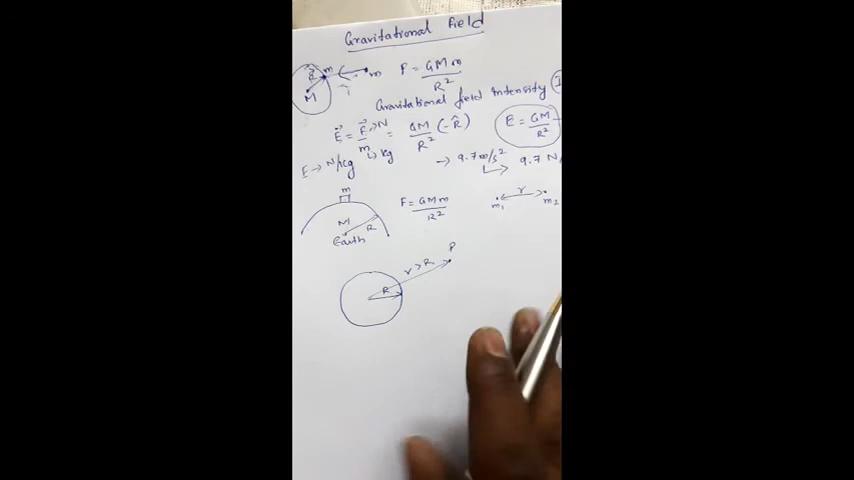 Gravitational Field
R m m F = GMm/R²
M
Gravitational field Intensity
E⃗ = F⃗/m → N = GM/R² (-R̂) E = GM/R²
↳ kg
E → N/kg → 9.7 m/s² ↳ 9.7 N/
m F = GMm/R² r
M R m₁ m₂
Earth
P
r > R
R